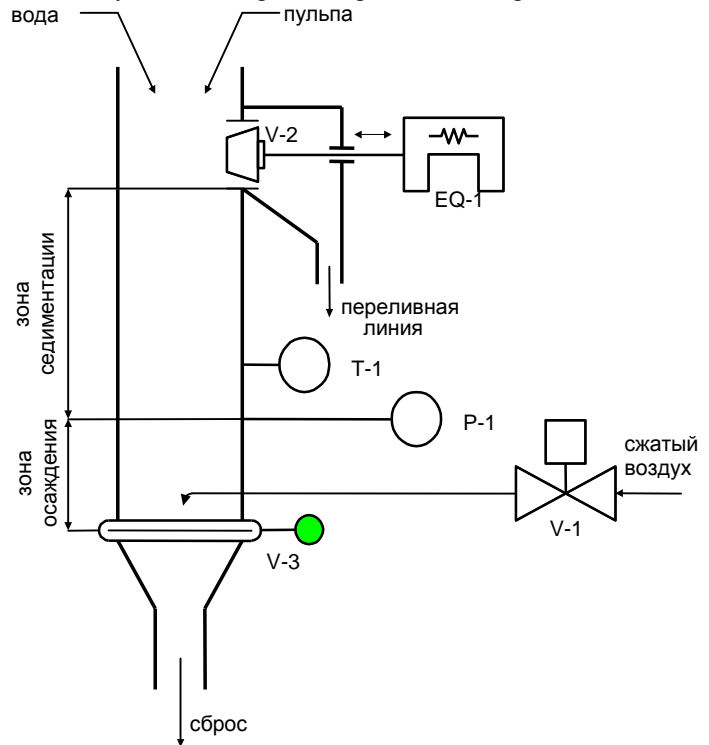 вода
пульпа
V-2
EQ-1
зона
седиментации
переливная
линия
T-1
P-1
зона
осаждения
сжатый
воздух
V-1
V-3
сброс